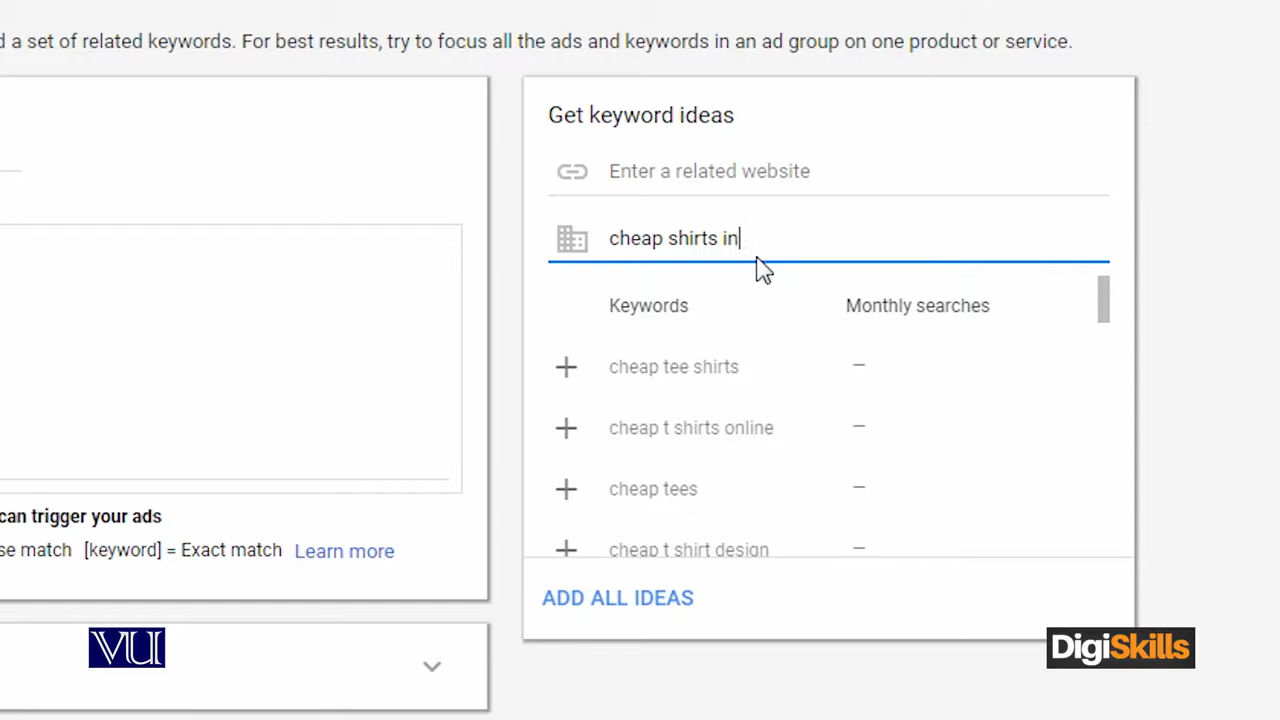 d a set of related keywords. For best results, try to focus all the ads and keywords in an ad group on one product or service.
Get keyword ideas
Enter a related website
cheap shirts in
Keywords Monthly searches
cheap tee shirts –
cheap t shirts online –
cheap tees –
cheap t shirt design –
ADD ALL IDEAS
can trigger your ads
se match [keyword] = Exact match Learn more
VU
DigiSkills